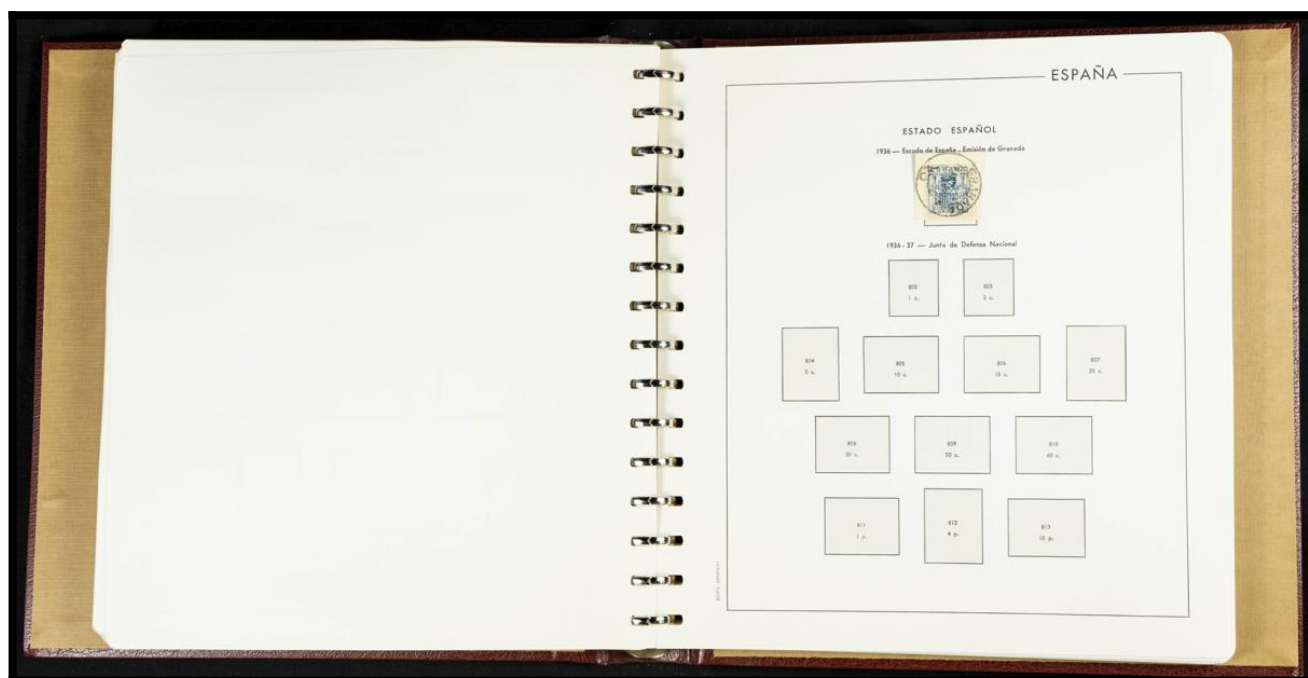 ESPAÑA
ESTADO ESPAÑOL
1936 — Escudo de España - Emisión de Granada
GRANADA
1936 - 37 — Junta de Defensa Nacional
802 803
1 c. 2 c.
804 805 806 807
5 c. 10 c. 15 c. 25 c.
808 809 810
30 c. 50 c. 60 c.
811 812 813
1 p. 4 p. 10 p.